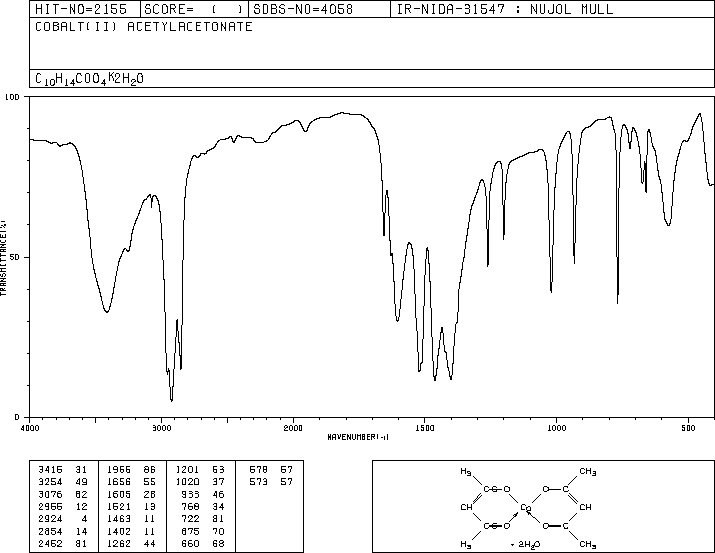 HIT-NO=2155 SCORE= ( ) SDBS-NO=4058 IR-NIDA-31547 : NUJOL MULL
COBALT(II) ACETYLACETONATE
C10H14COO4K2H2O
100
50
0
TRANSMITTANCE(%)
4000 3000 2000 1500 1000 500
WAVENUMBER(-1)
3415 31 1955 86 1201 53 578 57
3254 49 1656 55 1020 37 573 57
3076 62 1605 28 933 46
2955 12 1521 13 768 34
2924 4 1463 11 722 81
2854 14 1402 11 675 70
2452 81 1262 44 660 68
H3 CH3
C O O C
CH Co CH
C O O C
H3 CH3
• 2H2O